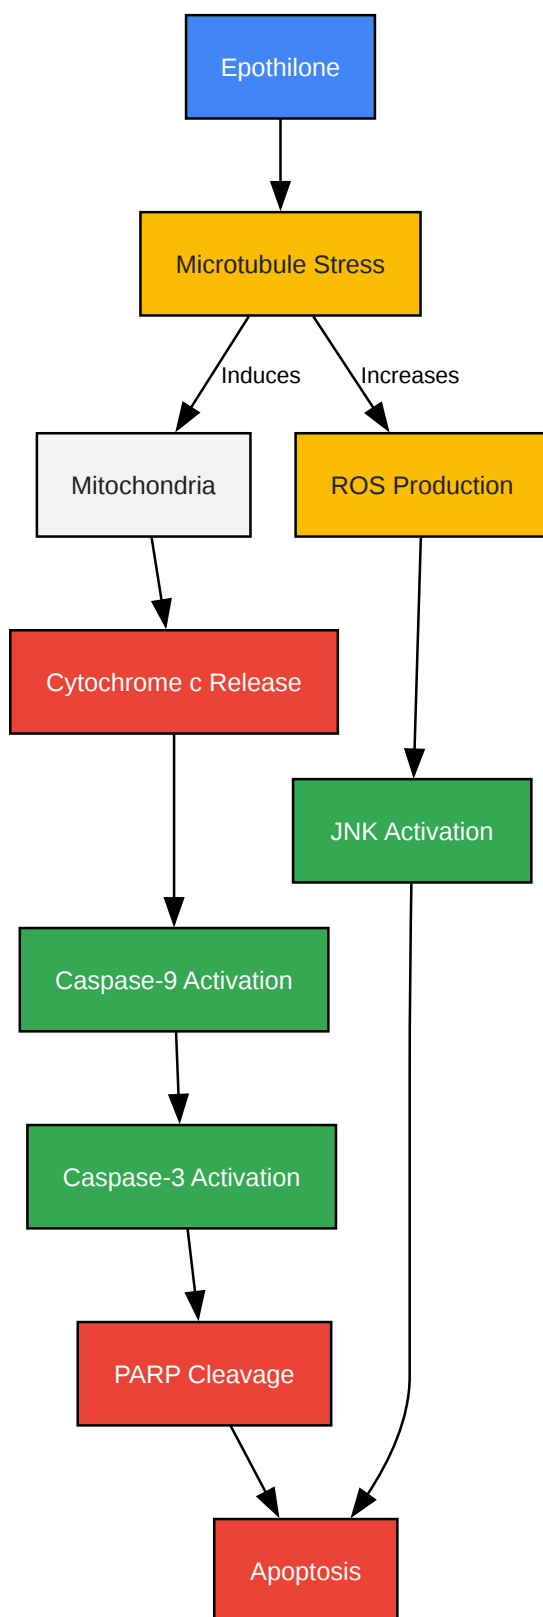 Epothilone
Microtubule Stress
Induces
Increases
Mitochondria
ROS Production
Cytochrome c Release
JNK Activation
Caspase-9 Activation
Caspase-3 Activation
PARP Cleavage
Apoptosis